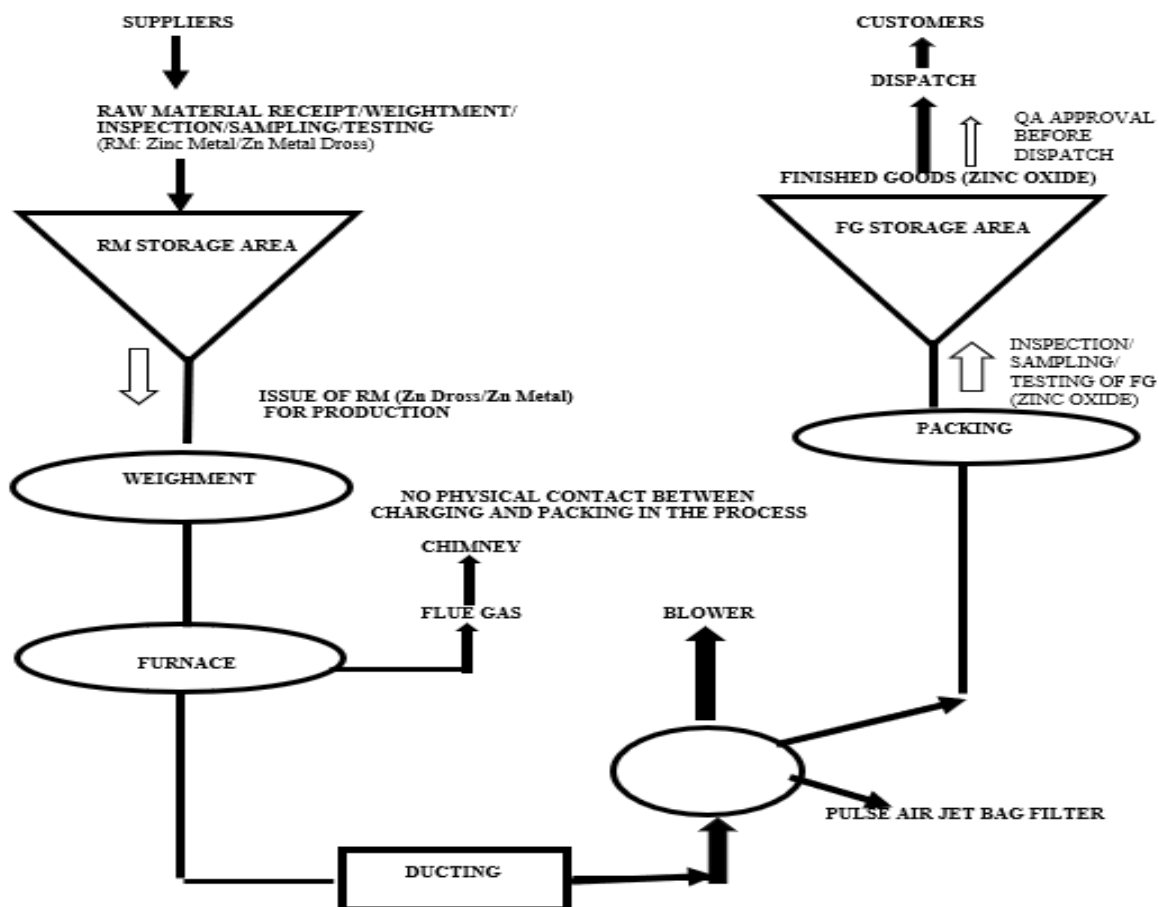 SUPPLIERS
RAW MATERIAL RECEIPT/WEIGHTMENT/
INSPECTION/SAMPLING/TESTING
(RM: Zinc Metal/Zn Metal Dross)
RM STORAGE AREA
ISSUE OF RM (Zn Dross/Zn Metal)
FOR PRODUCTION
WEIGHMENT
NO PHYSICAL CONTACT BETWEEN
CHARGING AND PACKING IN THE PROCESS
CHIMNEY
FLUE GAS
FURNACE
DUCTING
BLOWER
PULSE AIR JET BAG FILTER
PACKING
INSPECTION/
SAMPLING/
TESTING OF FG
(ZINC OXIDE)
FG STORAGE AREA
FINISHED GOODS (ZINC OXIDE)
QA APPROVAL
BEFORE
DISPATCH
DISPATCH
CUSTOMERS